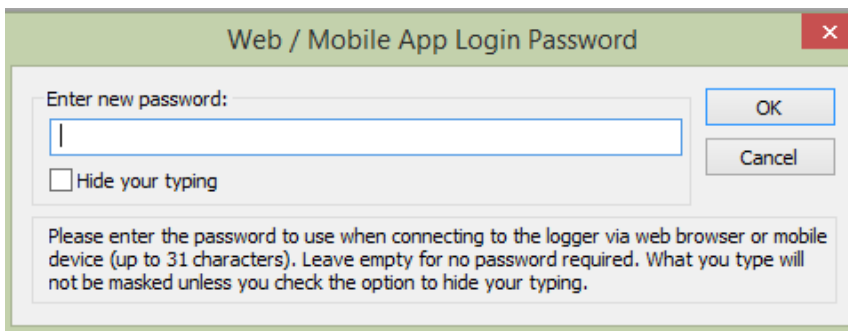 Web / Mobile App Login Password
Enter new password:
OK
Cancel
Hide your typing
Please enter the password to use when connecting to the logger via web browser or mobile
device (up to 31 characters). Leave empty for no password required. What you type will
not be masked unless you check the option to hide your typing.